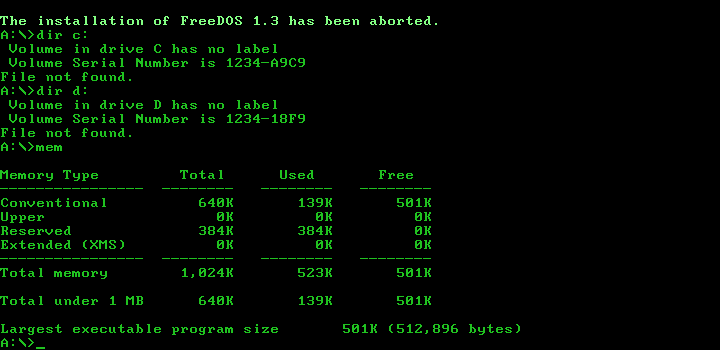 The installation of FreeDOS 1.3 has been aborted.
A:\>dir c:
 Volume in drive C has no label
 Volume Serial Number is 1234-A9C9
File not found.
A:\>dir d:
 Volume in drive D has no label
 Volume Serial Number is 1234-18F9
File not found.
A:\>mem

Memory Type         Total      Used       Free
----------------  --------   --------   --------
Conventional          640K       139K       501K
Upper                   0K         0K         0K
Reserved              384K       384K         0K
Extended (XMS)          0K         0K         0K
----------------  --------   --------   --------
Total memory        1,024K       523K       501K

Total under 1 MB      640K       139K       501K

Largest executable program size       501K (512,896 bytes)
A:\>_